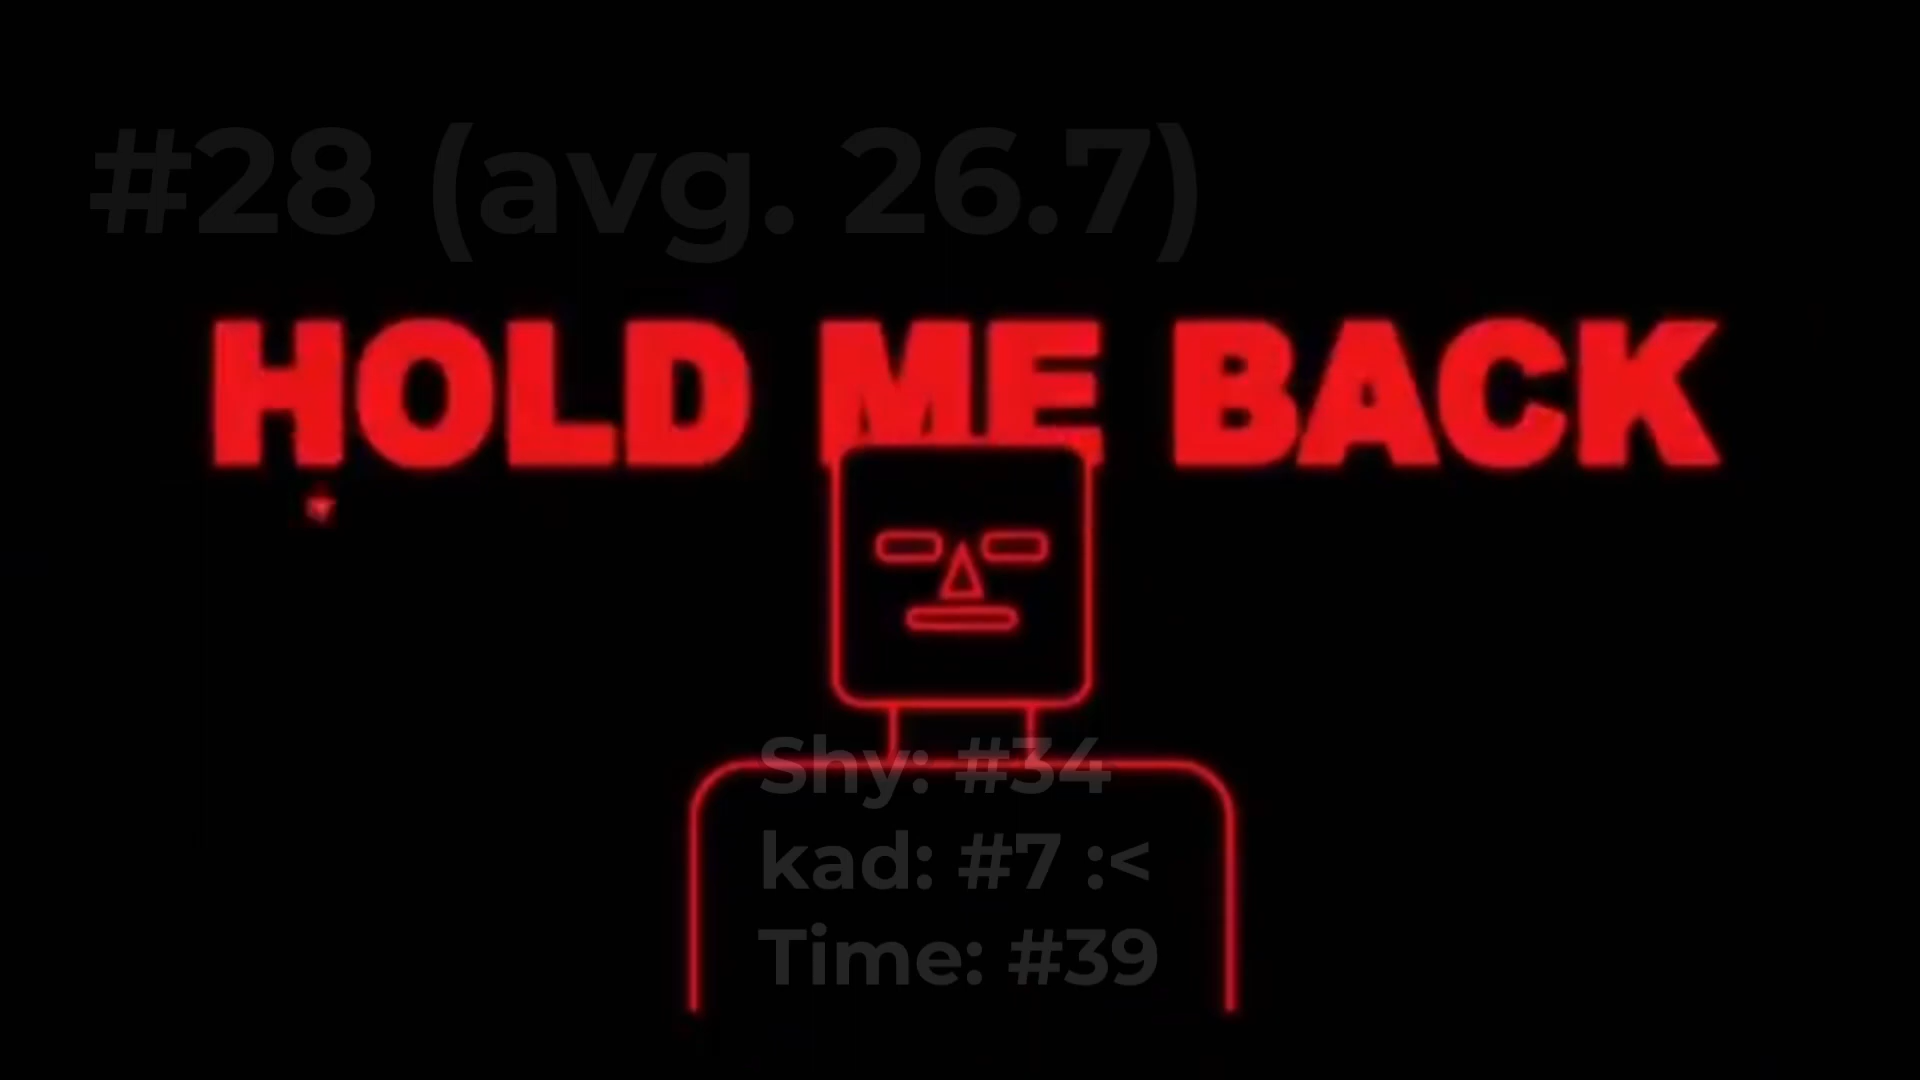 #28 (avg. 26.7)
HOLD ME BACK
Shy: #34
kad: #7 :<
Time: #39